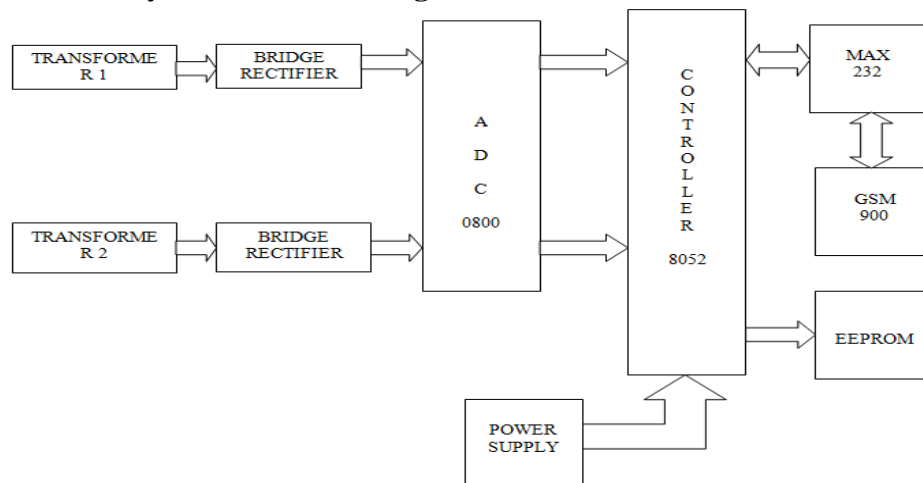 TRANSFORME
R 1
BRIDGE
RECTIFIER
A
D
C
0800
C
O
N
T
R
O
L
L
E
R
8052
MAX
232
GSM
900
TRANSFORME
R 2
BRIDGE
RECTIFIER
EEPROM
POWER
SUPPLY